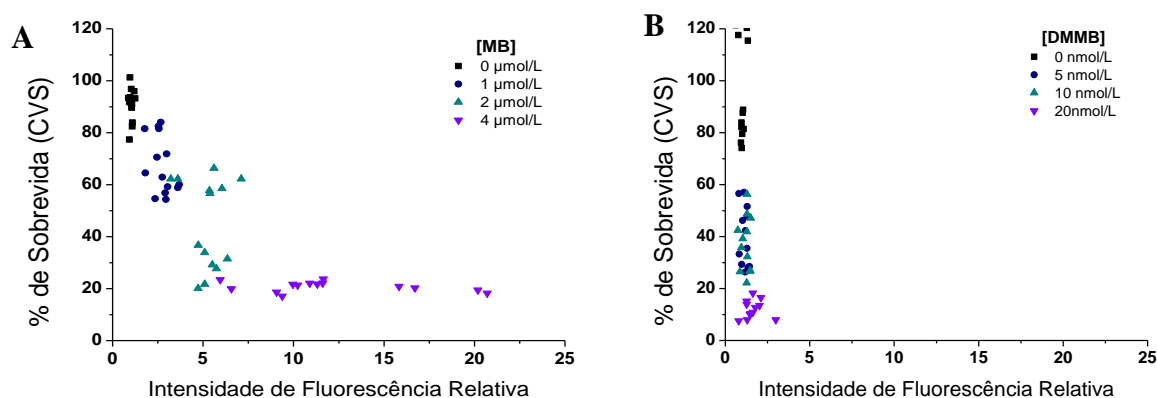 A
% de Sobrevida (CVS)
120
100
80
60
40
20
0
[MB]
0 µmol/L
1 µmol/L
2 µmol/L
4 µmol/L
0 5 10 15 20 25
Intensidade de Fluorescência Relativa
B
% de Sobrevida (CVS)
120
100
80
60
40
20
0
[DMMB]
0 nmol/L
5 nmol/L
10 nmol/L
20nmol/L
0 5 10 15 20 25
Intensidade de Fluorescência Relativa